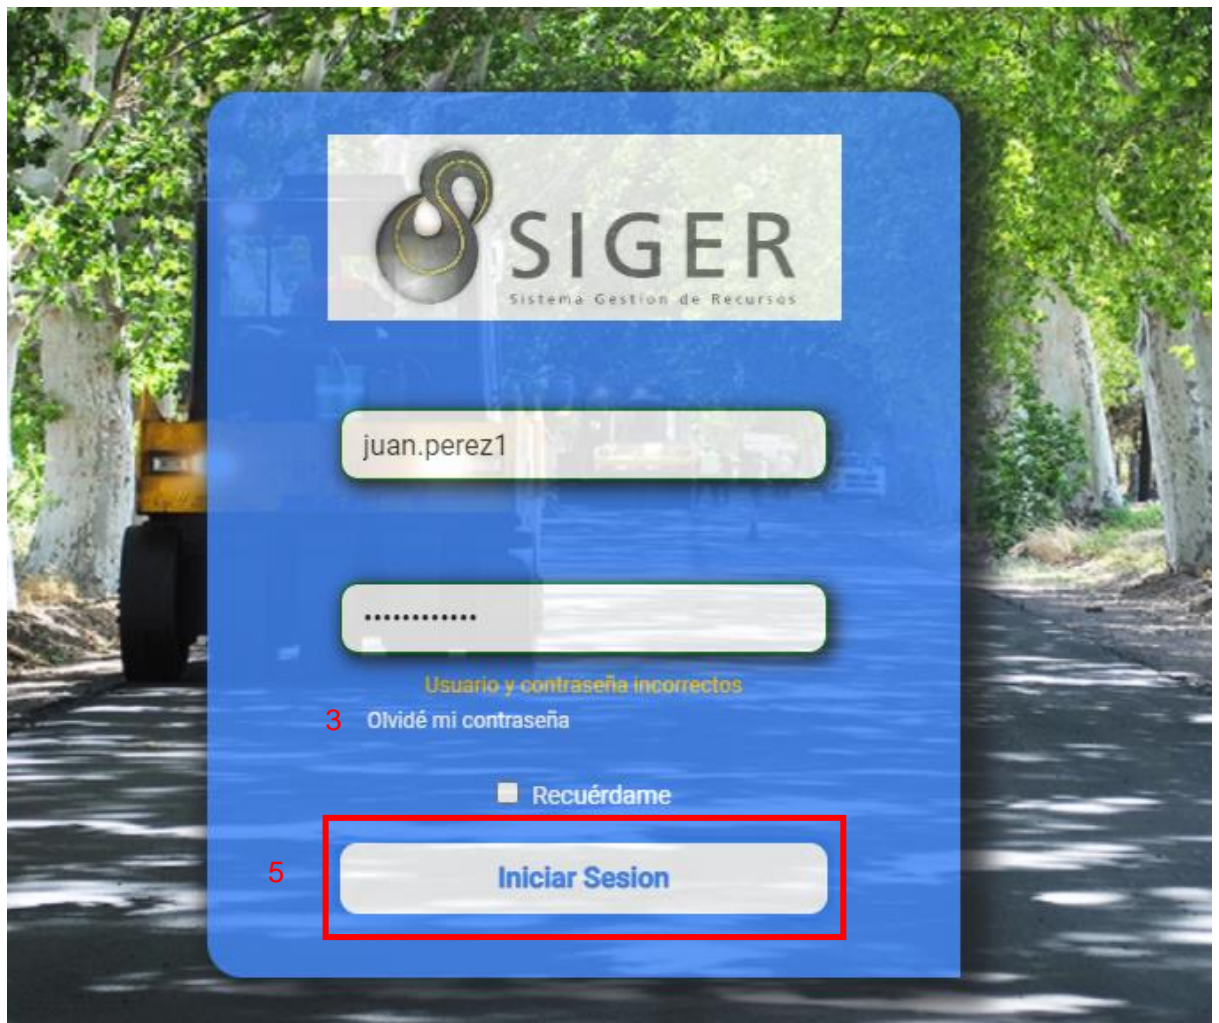 SIGER
Sistema Gestion de Recursos
juan.perez1
••••••••••••
Usuario y contraseña incorrectos
3 Olvidé mi contraseña
Recuérdame
5 Iniciar Sesion